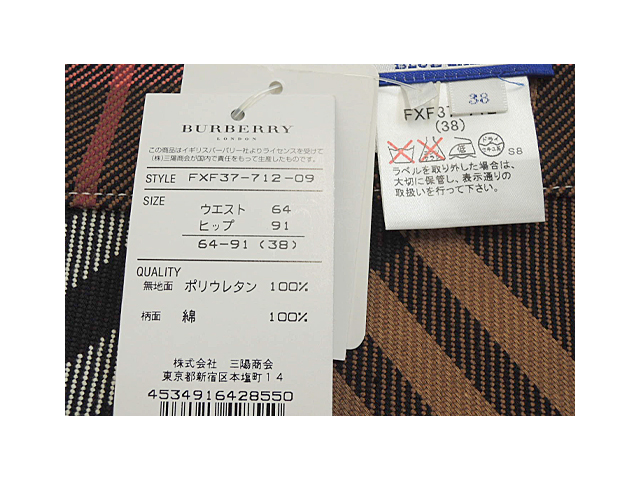 BURBERRY
LONDON
この商品はイギリスバーバリー社よりライセンスを受けて
(株)三陽商会が国内で責任をもって生産したものです。
STYLE FXF37-712-09
SIZE
ウエスト 64
ヒップ 91
64-91 (38)
QUALITY
無地面 ポリウレタン 100%
柄面 綿 100%
株式会社 三陽商会
東京都新宿区本塩町14
4534916428550
38
FXF37-712
(38)
ドライ
S8
ラベルを取り外した場合は、
大切に保管し、表示通りの
取扱いを行って下さい。